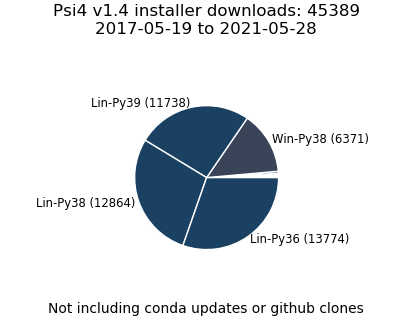 Psi4 v1.4 installer downloads: 45389
2017-05-19 to 2021-05-28
Lin-Py39 (11738)
Win-Py38 (6371)
Lin-Py38 (12864)
Lin-Py36 (13774)
Not including conda updates or github clones